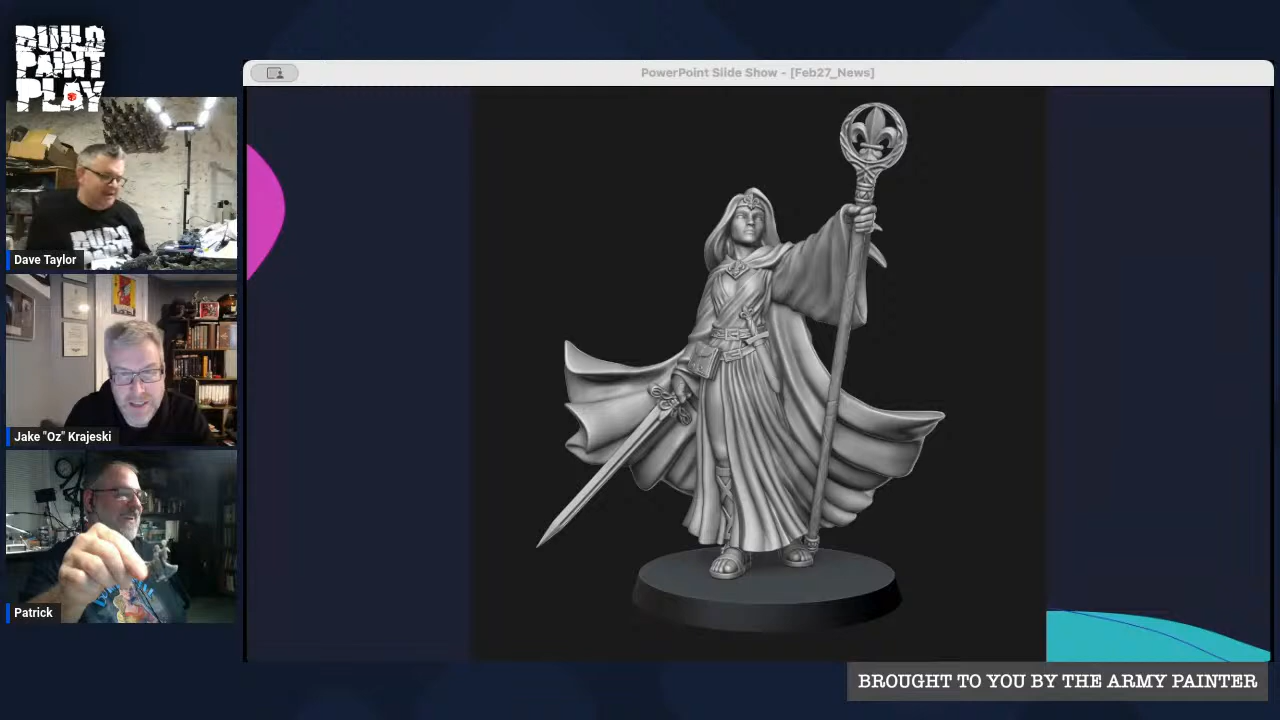 BUILD
PAINT
PLAY
PowerPoint Slide Show - [Feb27_News]
Dave Taylor
Jake "Oz" Krajeski
Patrick
BROUGHT TO YOU BY THE ARMY PAINTER